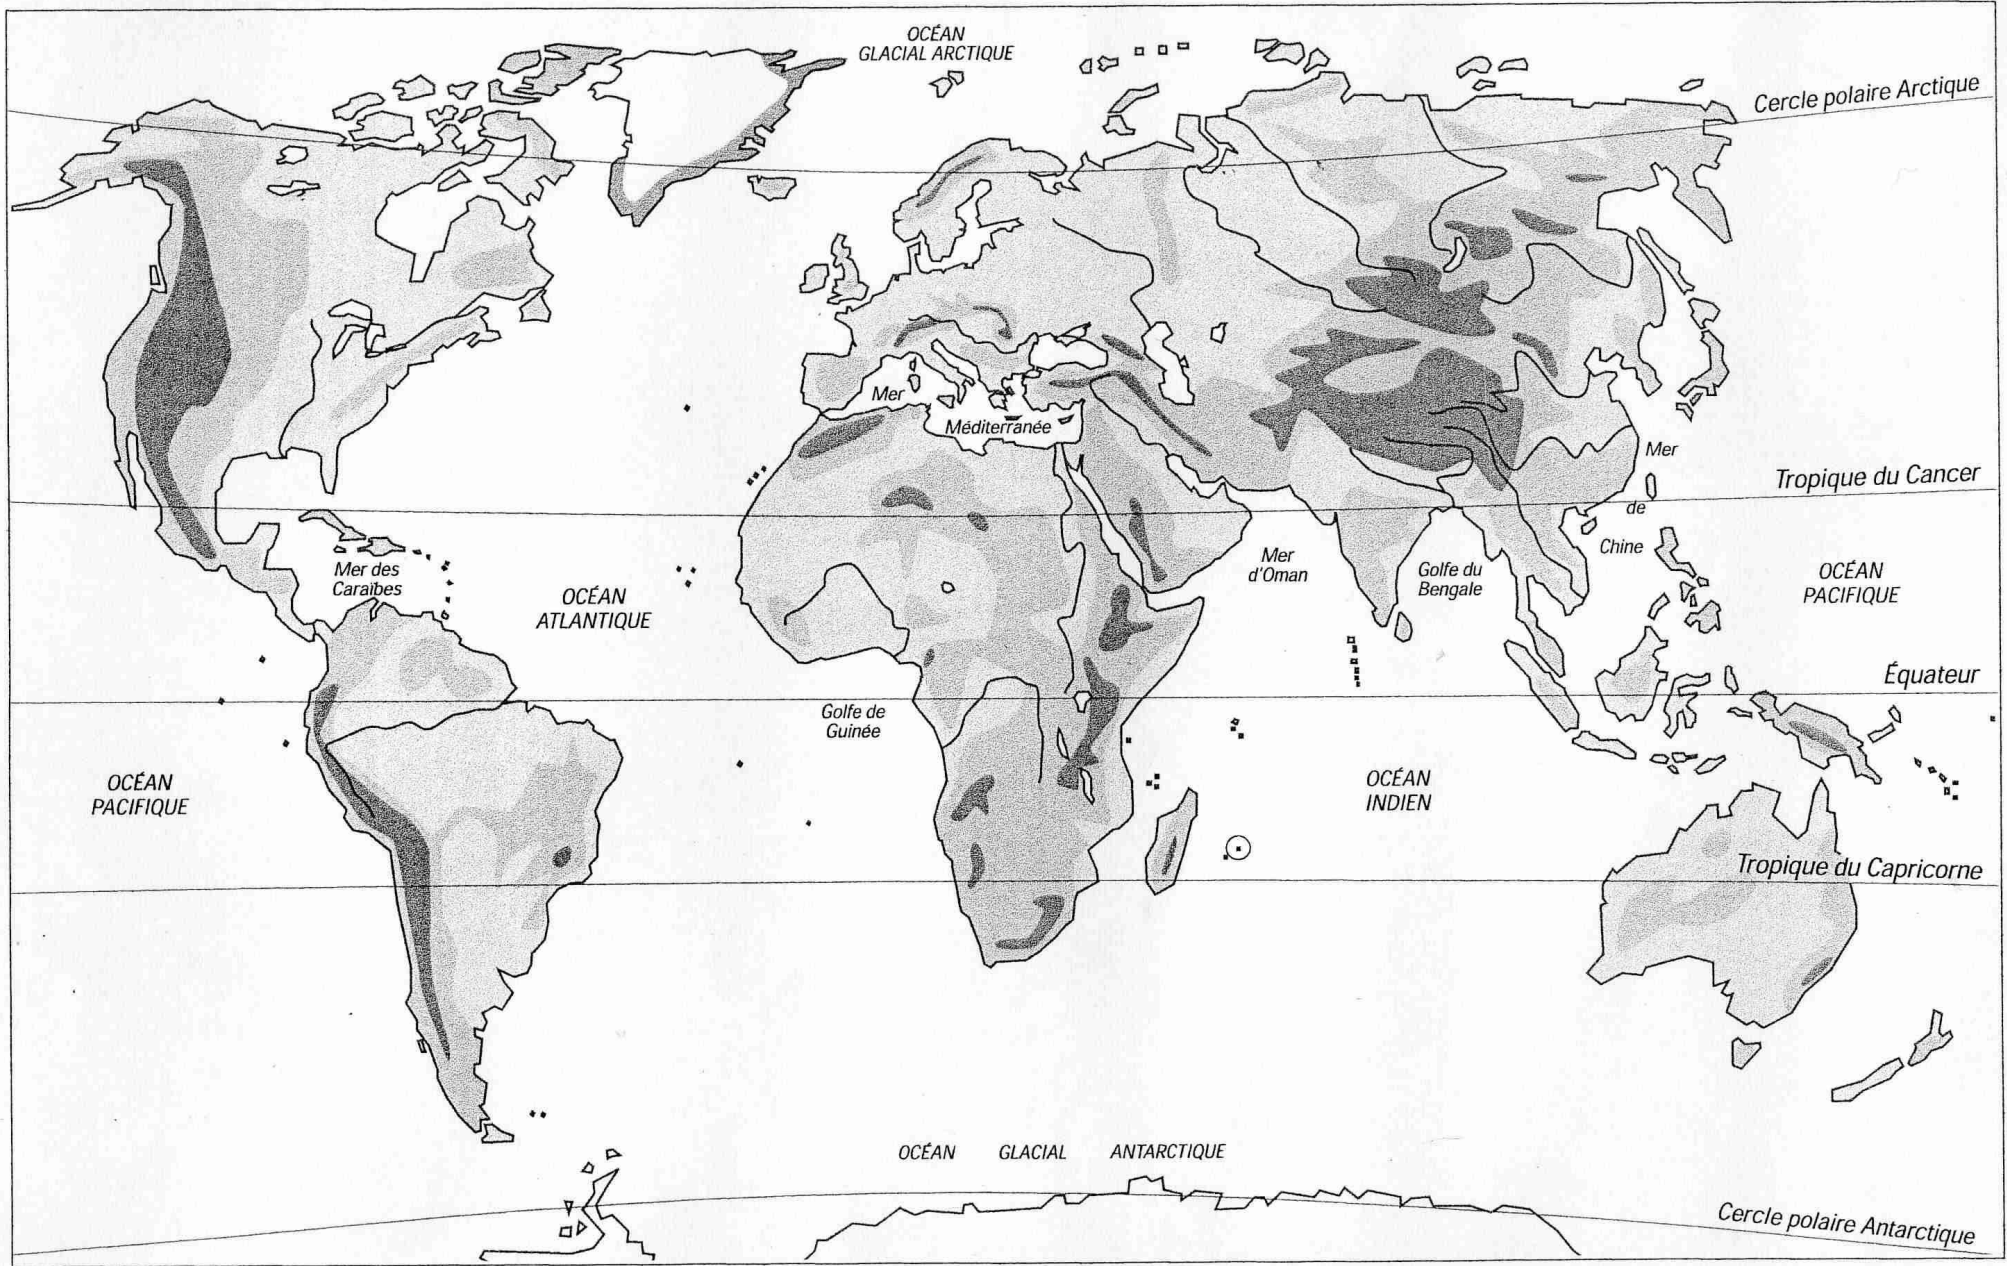 OCÉAN
GLACIAL ARCTIQUE
Cercle polaire Arctique
Mer
Méditerranée
Mer
de
Chine
Tropique du Cancer
Mer des
Caraïbes
OCÉAN
ATLANTIQUE
Mer
d'Oman
Golfe du
Bengale
OCÉAN
PACIFIQUE
Équateur
Golfe de
Guinée
OCÉAN
PACIFIQUE
OCÉAN
INDIEN
Tropique du Capricorne
OCÉAN GLACIAL ANTARCTIQUE
Cercle polaire Antarctique